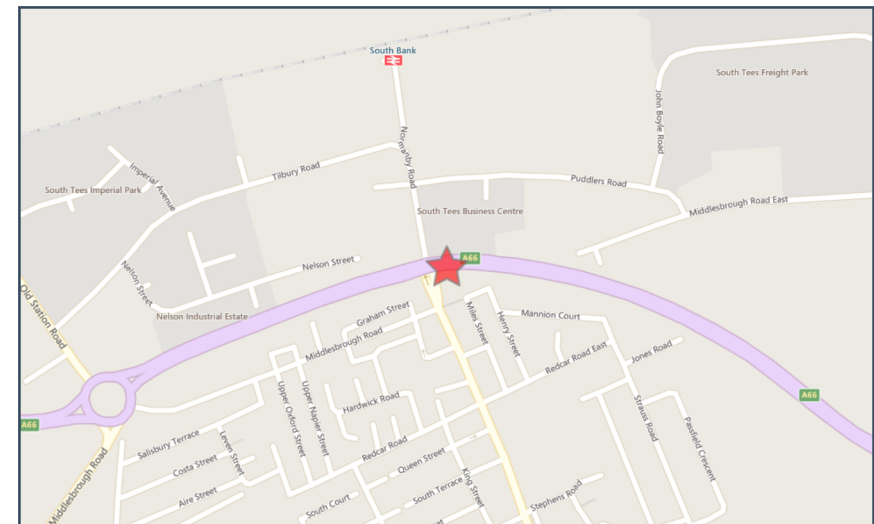 South Bank
South Tees Freight Park
John Boyle Road
Normanby Road
Imperial Avenue
Tilbury Road
South Tees Imperial Park
Puddlers Road
South Tees Business Centre
Middlesbrough Road East
A66
Nelson Street
Nelson Street
Old Station Road
Nelson Industrial Estate
Graham Street
Miles Street
Henry Street
Mannion Court
Middlesbrough Road
Redcar Road East
Jones Road
A66
Upper Oxford Street
Upper Napier Street
Hardwick Road
Strauss Road
Passfield Crescent
A66
Salisbury Terrace
Leven Street
Redcar Road
Costa Street
Queen Street
Middlesbrough Road
Aire Street
South Court
South Terrace
King Street
Stephens Road